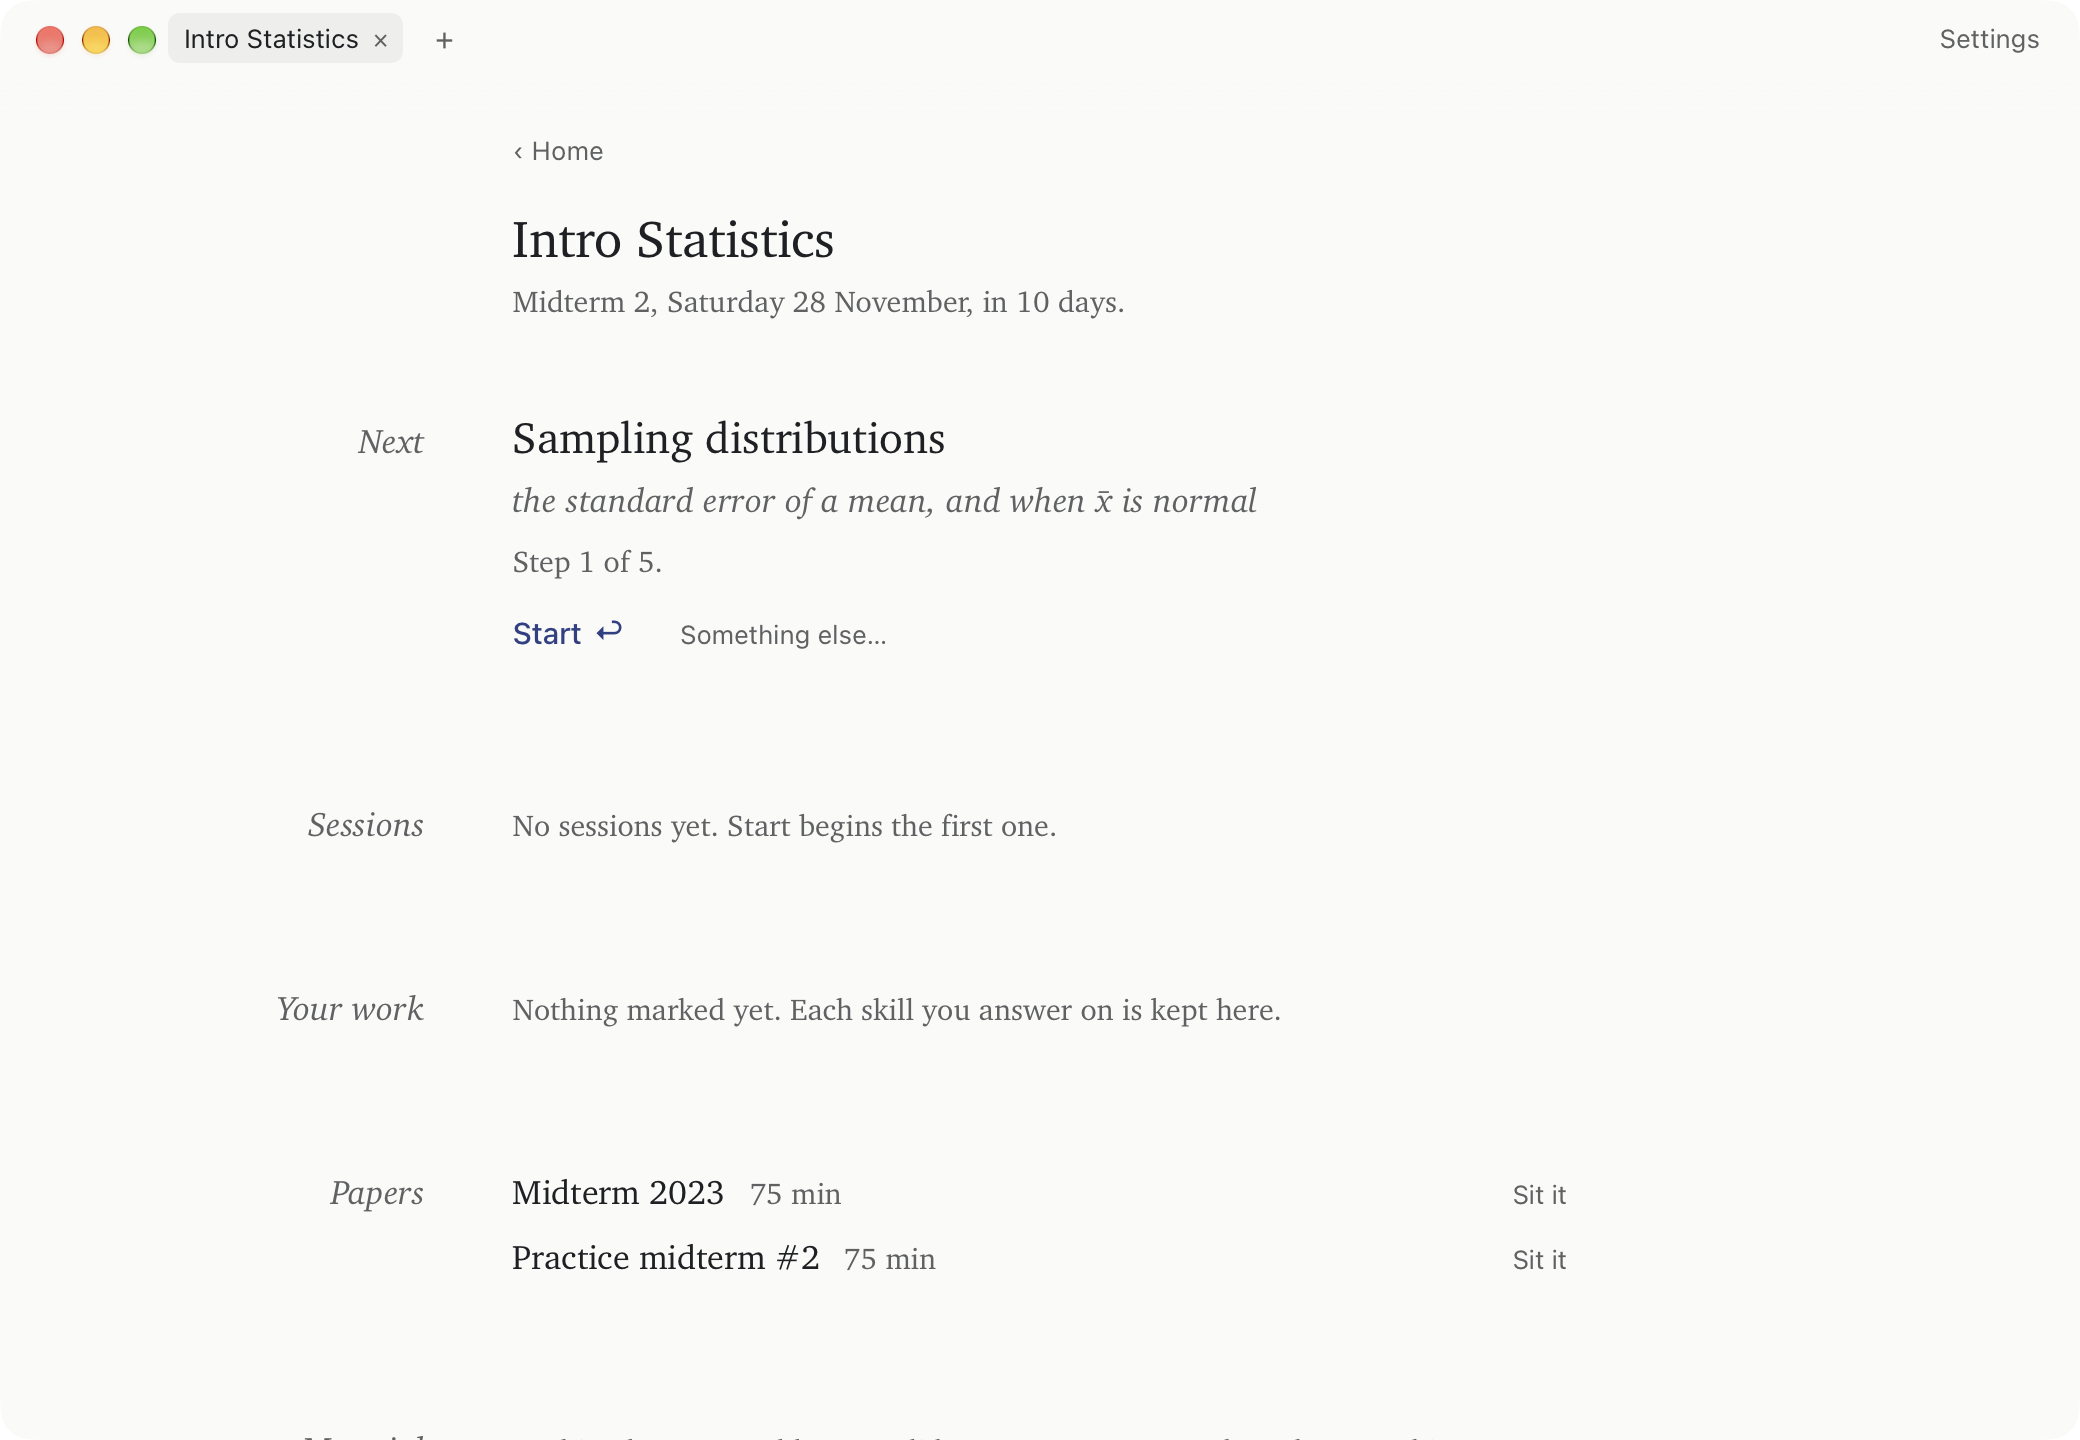 Intro Statistics ×
+
Settings
‹ Home
Intro Statistics
Midterm 2, Saturday 28 November, in 10 days.
Next
Sampling distributions
the standard error of a mean, and when x̄ is normal
Step 1 of 5.
Start ↩
Something else...
Sessions
No sessions yet. Start begins the first one.
Your work
Nothing marked yet. Each skill you answer on is kept here.
Papers
Midterm 2023 75 min
Sit it
Practice midterm #2 75 min
Sit it